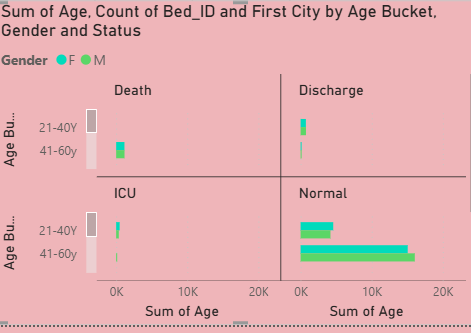 Sum of Age, Count of Bed_ID and First City by Age Bucket,
Gender and Status
Gender F M
Death Discharge
Age Bu...
21-40Y
41-60y
ICU Normal
Age Bu...
21-40Y
41-60y
0K 10K 20K 0K 10K 20K
Sum of Age Sum of Age